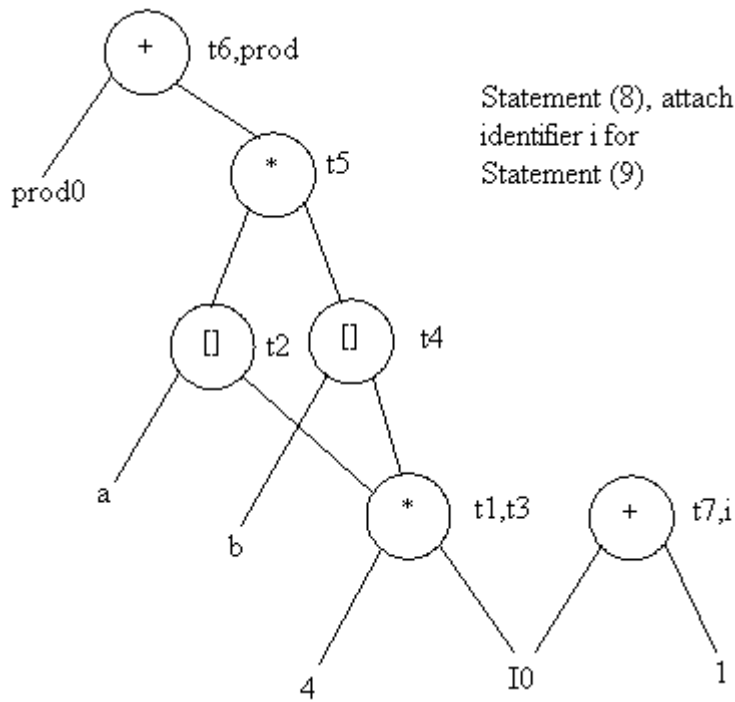 +
t6,prod
Statement (8), attach
identifier i for
Statement (9)
*
t5
prod0
[]
t2
[]
t4
a
b
*
t1,t3
+
t7,i
4
I0
1